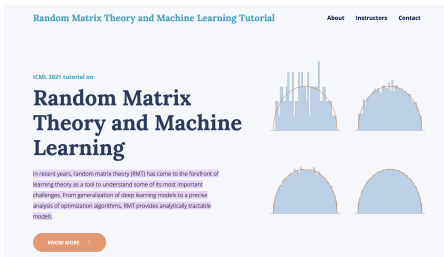 Random Matrix Theory and Machine Learning Tutorial
About Instructors Contact
ICML 2021 tutorial on
Random Matrix
Theory and Machine
Learning
In recent years, random matrix theory (RMT) has come to the forefront of
learning theory as a tool to understand some of its most important
challenges. From generalization of deep learning models to a precise
analysis of optimization algorithms, RMT provides analytically tractable
models.
KNOW MORE